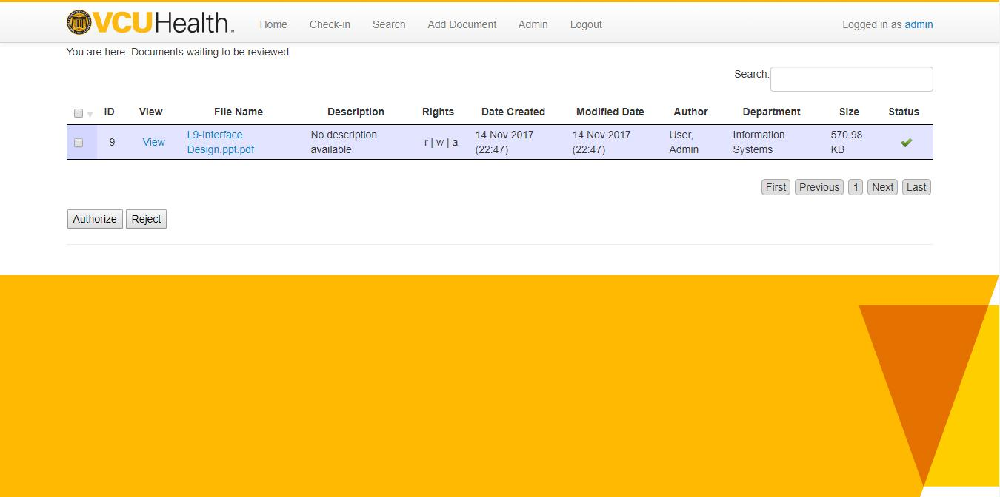 VCUHealth™ Home Check-in Search Add Document Admin Logout Logged in as admin
You are here: Documents waiting to be reviewed
Search:
ID View File Name Description Rights Date Created Modified Date Author Department Size Status
9 View L9-Interface Design.ppt.pdf No description available r | w | a 14 Nov 2017 (22:47) 14 Nov 2017 (22:47) User, Admin Information Systems 570.98 KB
First Previous 1 Next Last
Authorize Reject